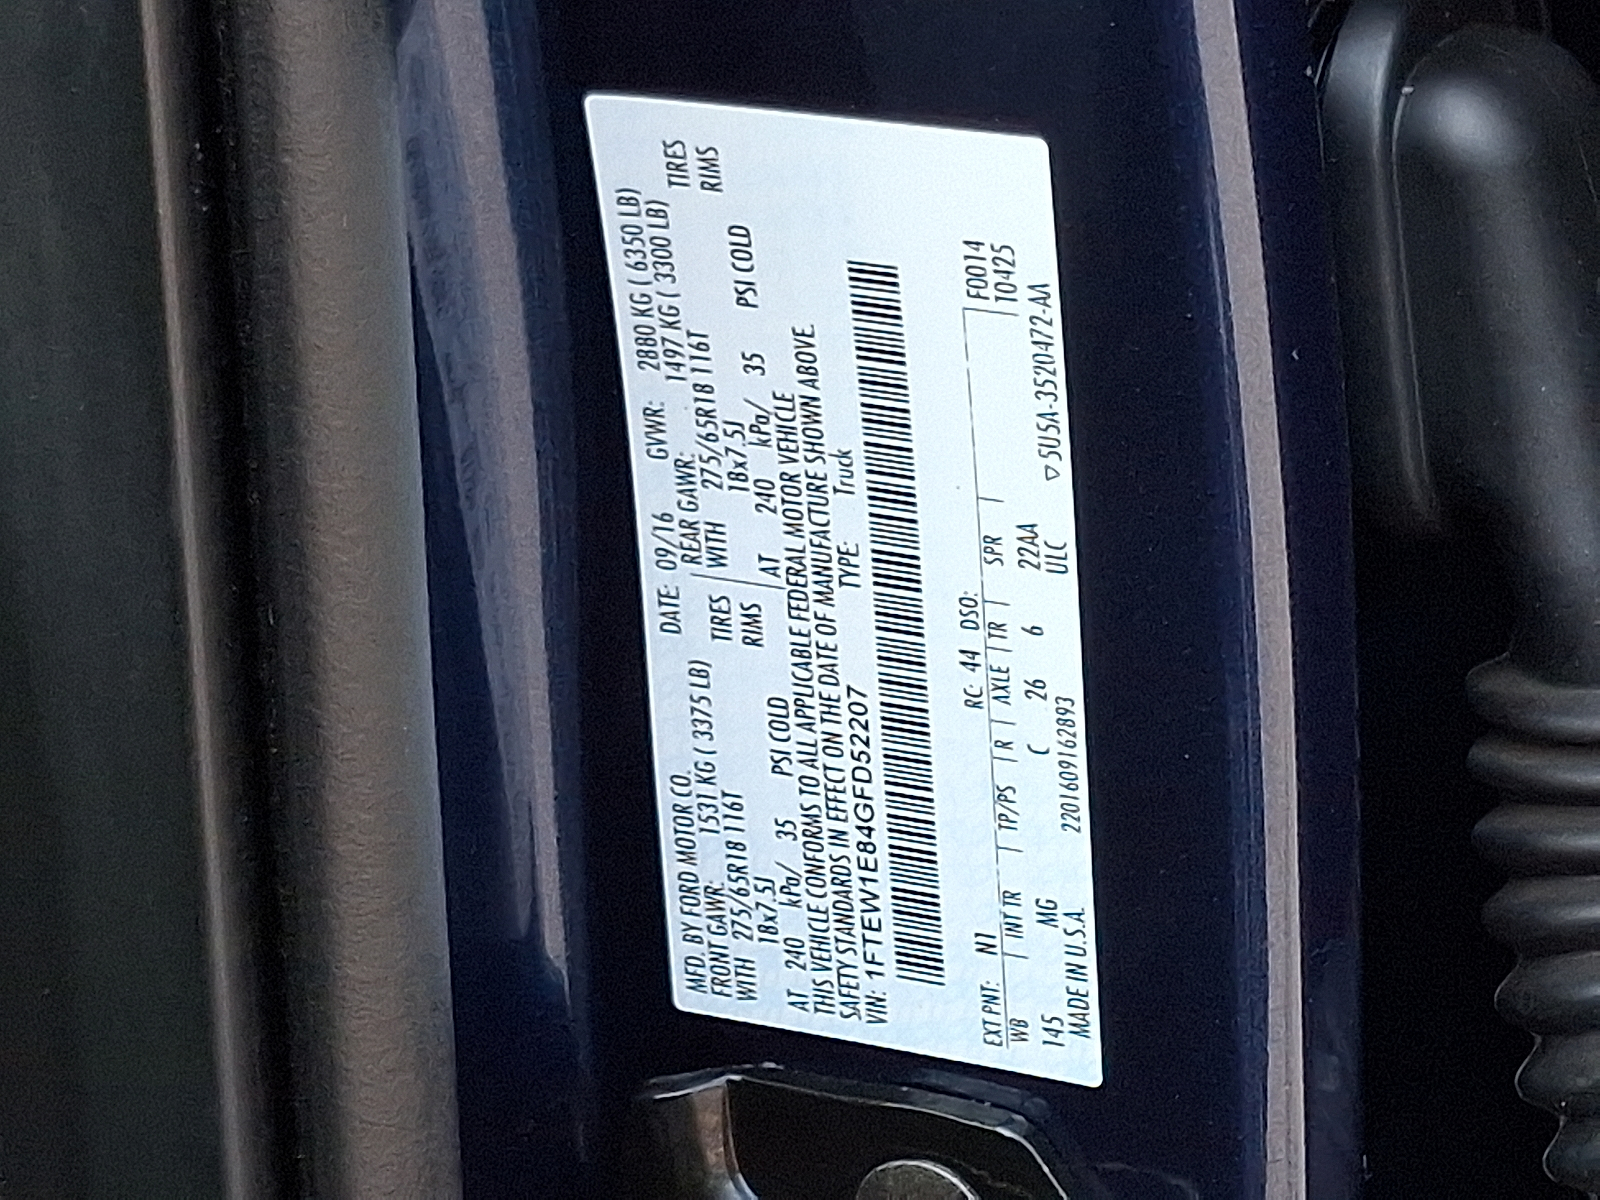 MFD. BY FORD MOTOR CO. DATE: 09/16 GVWR: 2880 KG ( 6350 LB)
FRONT GAWR: 1531 KG ( 3375 LB) REAR GAWR: 1497 KG ( 3300 LB)
WITH 275/65R18 116T TIRES WITH 275/65R18 116T TIRES
18x7.5J RIMS 18x7.5J RIMS
AT 240 kPa/ 35 PSI COLD AT 240 kPa/ 35 PSI COLD
THIS VEHICLE CONFORMS TO ALL APPLICABLE FEDERAL MOTOR VEHICLE
SAFETY STANDARDS IN EFFECT ON THE DATE OF MANUFACTURE SHOWN ABOVE.
VIN: 1FTEW1E84GFD52207 TYPE: Truck
EXT PNT: N1 RC: 44 DSO: F0014
WB INT TR TP/PS R AXLE TR SPR T0425
145 MG C 26 6 22AA
MADE IN U.S.A. 2201609162893 ULC ▽5U5A-3520472-AA